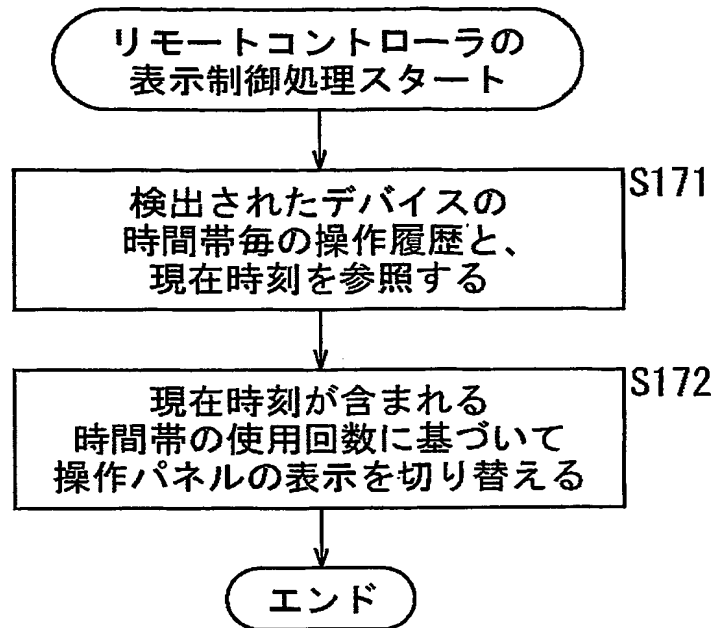 リモートコントローラの
表示制御処理スタート
S171
検出されたデバイスの
時間帯毎の操作履歴と、
現在時刻を参照する
S172
現在時刻が含まれる
時間帯の使用回数に基づいて
操作パネルの表示を切り替える
エンド